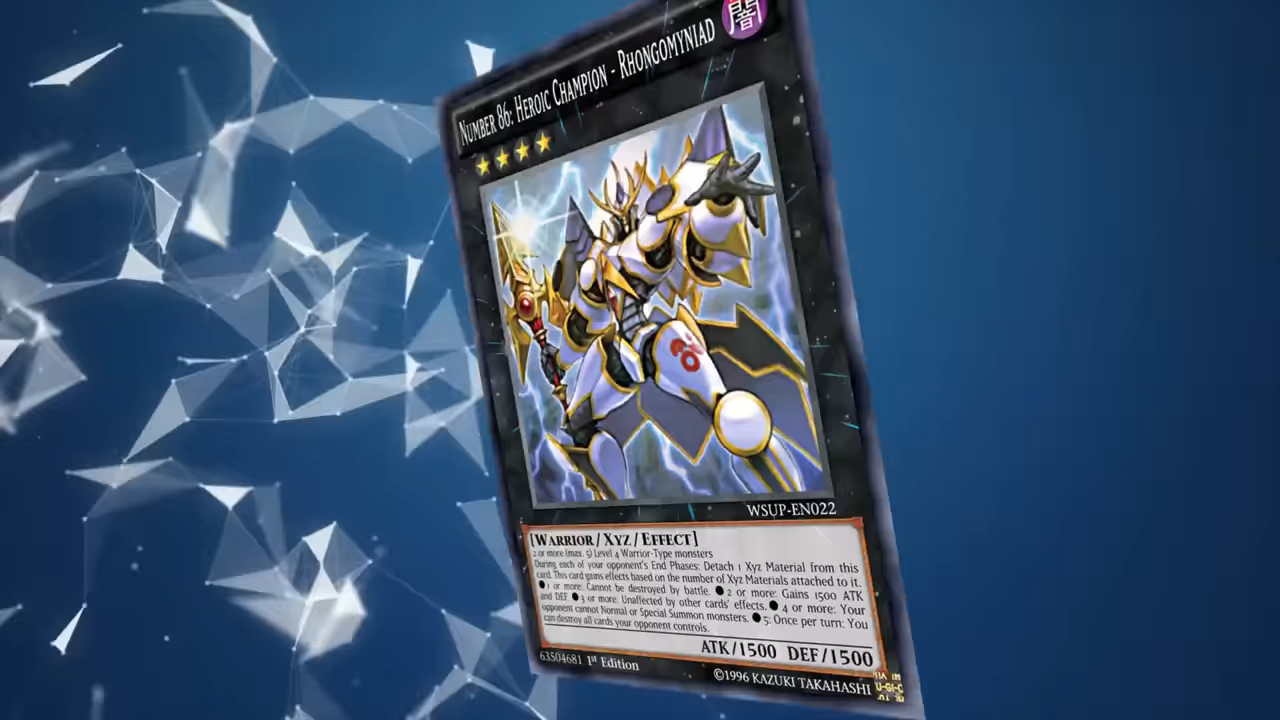 NUMBER 86: HEROIC CHAMPION - RHONGOMYNIAD
闇
86
WSUP-EN022
[WARRIOR / XYZ / EFFECT]
2 or more (max. 5) Level 4 Warrior-Type monsters
During each of your opponent's End Phases: Detach 1 Xyz Material from this
card. This card gains effects based on the number of Xyz Materials attached to it.
●1 or more: Cannot be destroyed by battle. ●2 or more: Gains 1500 ATK
and DEF. ●3 or more: Unaffected by other cards' effects. ●4 or more: Your
opponent cannot Normal or Special Summon monsters. ●5: Once per turn: You
can destroy all cards your opponent controls.
ATK/1500 DEF/1500
63504681 1st Edition
©1996 KAZUKI TAKAHASHI